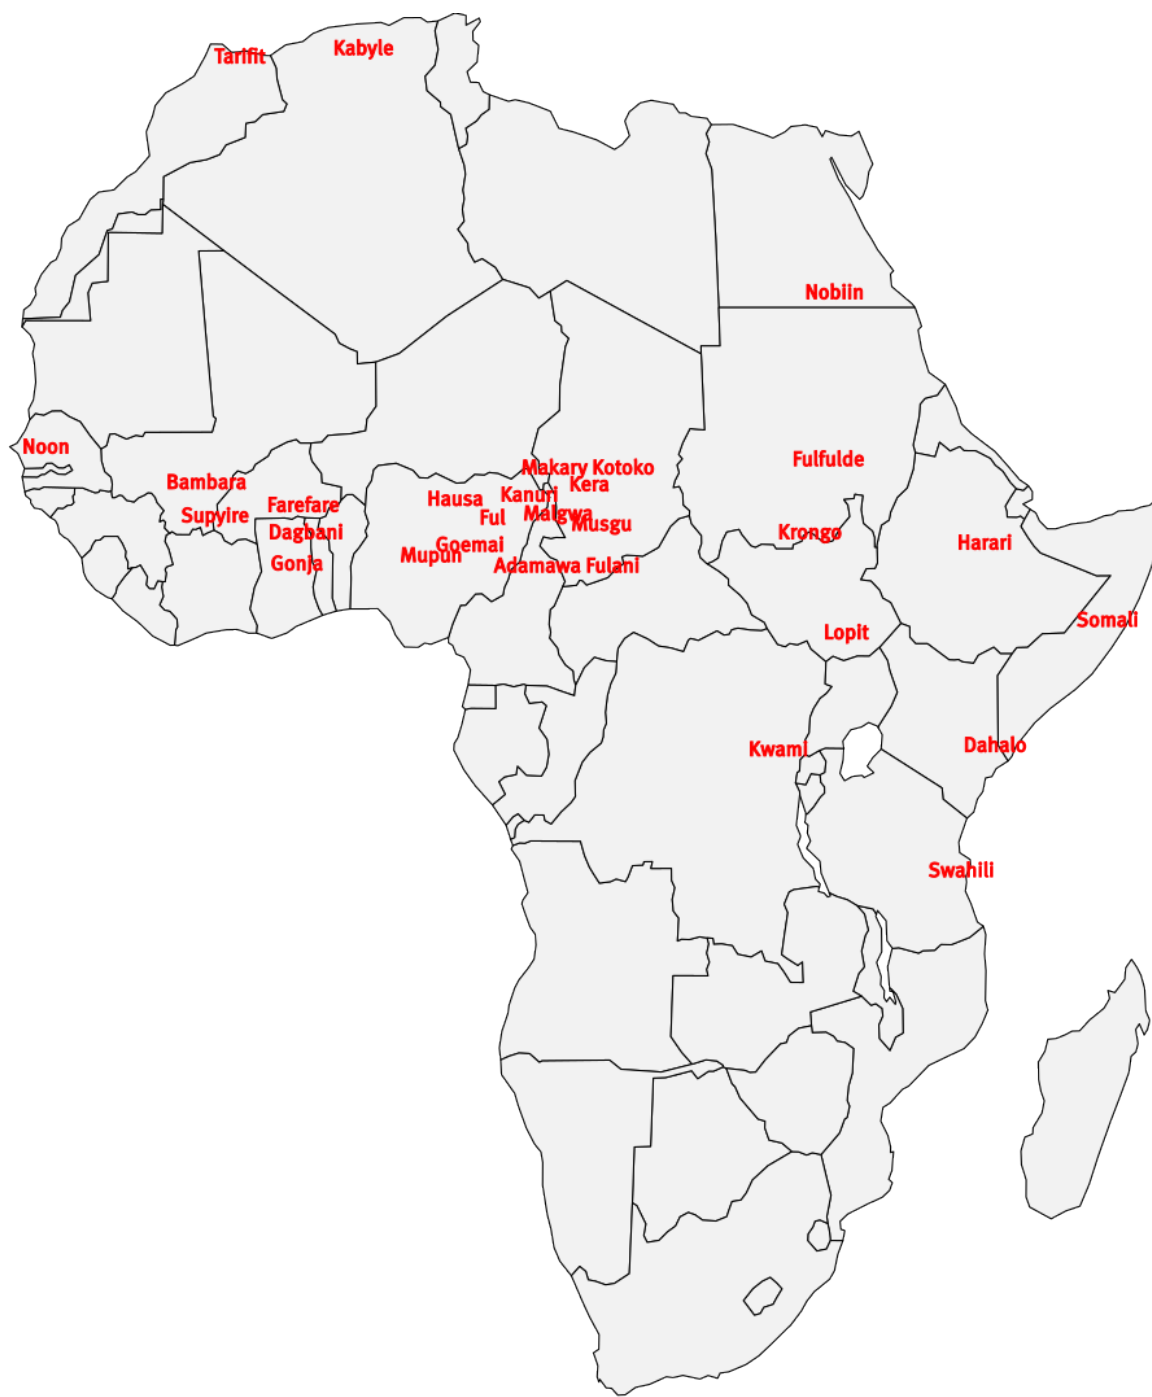 Tarifit
Kabyle
Nobiin
Noon
Fulfulde
Makary Kotoko
Bambara
Kera
Kanuri
Hausa
Farefare
Malgwa
Supyire
Ful
Musgu
Dagbani
Krongo
Goemai
Harari
Mupun
Gonja
Adamawa Fulani
Somali
Lopit
Dahalo
Kwami
Swahili